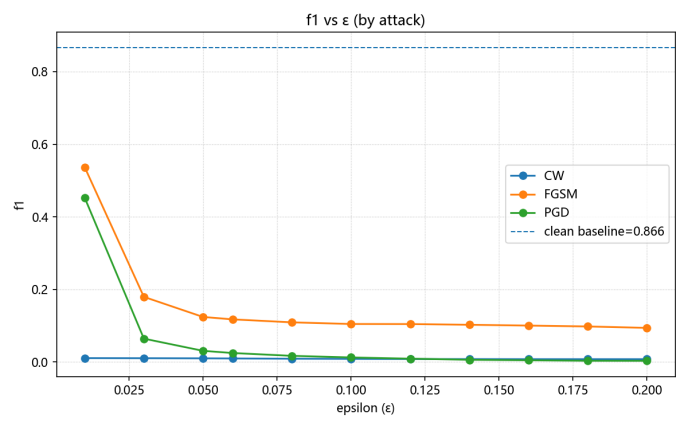 f1 vs ε (by attack)
f1
0.8
0.6
0.4
0.2
0.0
CW
FGSM
PGD
clean baseline=0.866
0.025
0.050
0.075
0.100
0.125
0.150
0.175
0.200
epsilon (ε)